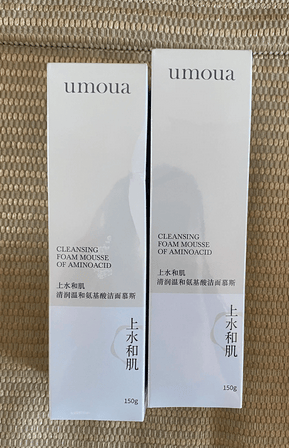 umoua
CLEANSING
FOAM MOUSSE
OF AMINOACID
上水和肌
清润温和氨基酸洁面慕斯
上水和肌
150g
umoua
CLEANSING
FOAM MOUSSE
OF AMINOACID
上水和肌
清润温和氨基酸洁面慕斯
上水和肌
150g